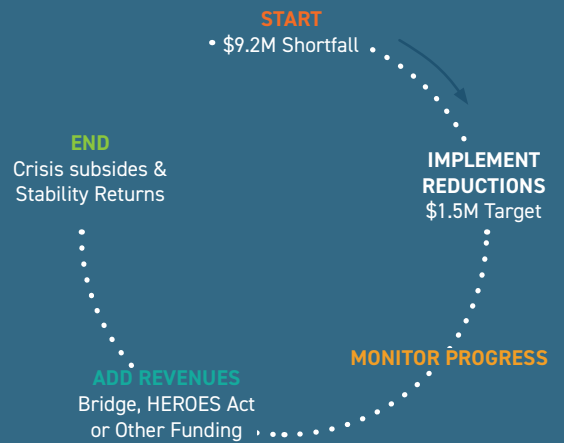 START
• $9.2M Shortfall
IMPLEMENT
REDUCTIONS
$1.5M Target
MONITOR PROGRESS
ADD REVENUES
Bridge, HEROES Act
or Other Funding
END
Crisis subsides &
Stability Returns